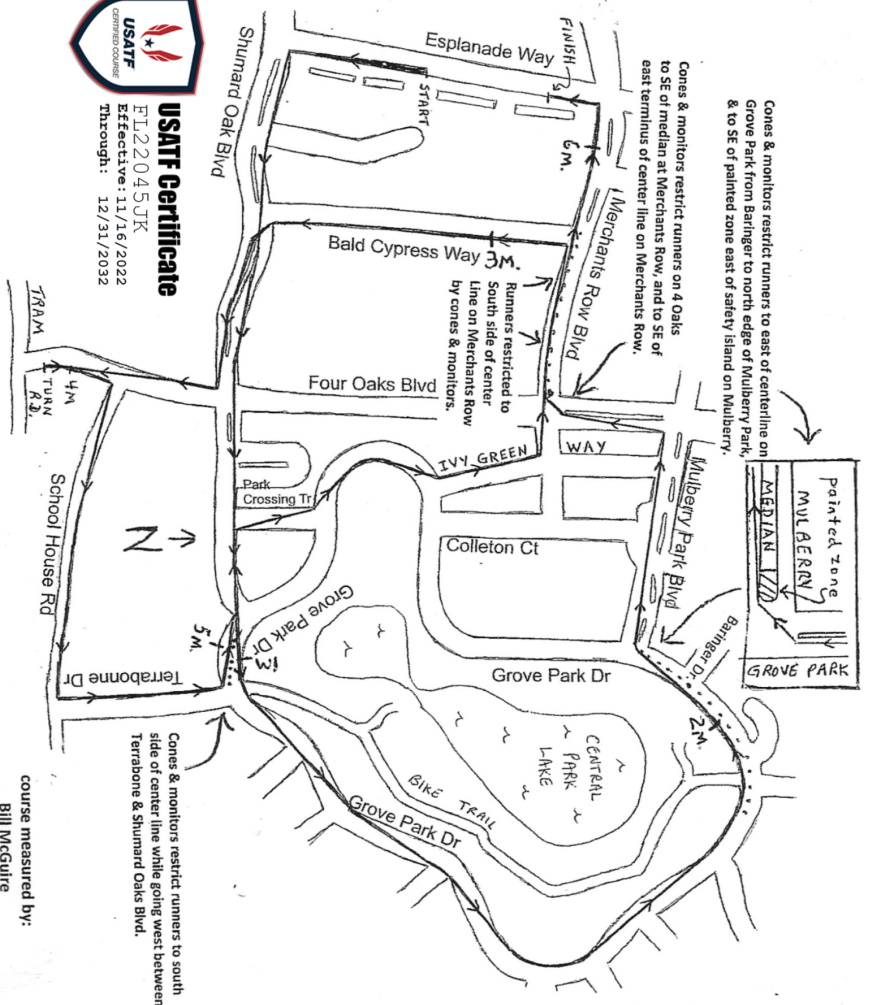 Cones & monitors restrict runners to east of centerline on
Grove Park from Baringer to north edge of Mulberry Park,
& to SE of painted zone east of safety island on Mulberry.
Cones & monitors restrict runners on 4 Oaks
to SE of median at Merchants Row, and to SE of
east terminus of center line on Merchants Row.
painted zone
MULBERRY
MEDIAN
GROVE PARK
FINISH
Esplanade Way
START
6M.
Merchants Row Blvd
Shumard Oak Blvd
Bald Cypress Way
3M.
Runners restricted to
South side of center
Line on Merchants Row
by cones & monitors.
Four Oaks Blvd
IVY GREEN
WAY
Mulberry Park Blvd
Baringer Dr
Park
Crossing Tr
Colleton Ct
Grove Park Dr
Grove Park Dr
2M.
CENTRAL
PARK
LAKE
BIKE TRAIL
Grove Park Dr
1M
5M.
N
TRAM
4M
TURN
RD.
School House Rd
Terrabonne Dr
Cones & monitors restrict runners to south
side of center line while going west between
Terrabone & Shumard Oaks Blvd.
USATF
CERTIFIED COURSE
USATF Certificate
FL22045JK
Effective: 11/16/2022
Through: 12/31/2032
course measured by:
Bill McGuire